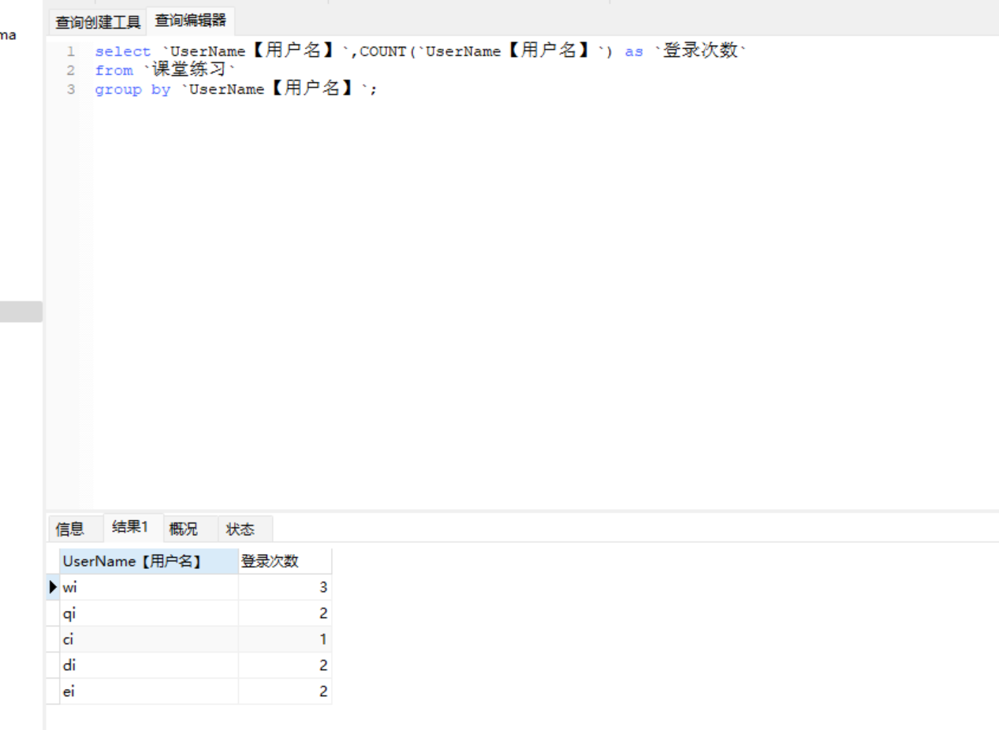 查询创建工具 查询编辑器
ma
1 select `UserName【用户名】`,COUNT(`UserName【用户名】`) as `登录次数`
2 from `课堂练习`
3 group by `UserName【用户名】`;
信息 结果1 概况 状态
UserName【用户名】 登录次数
wi 3
qi 2
ci 1
di 2
ei 2